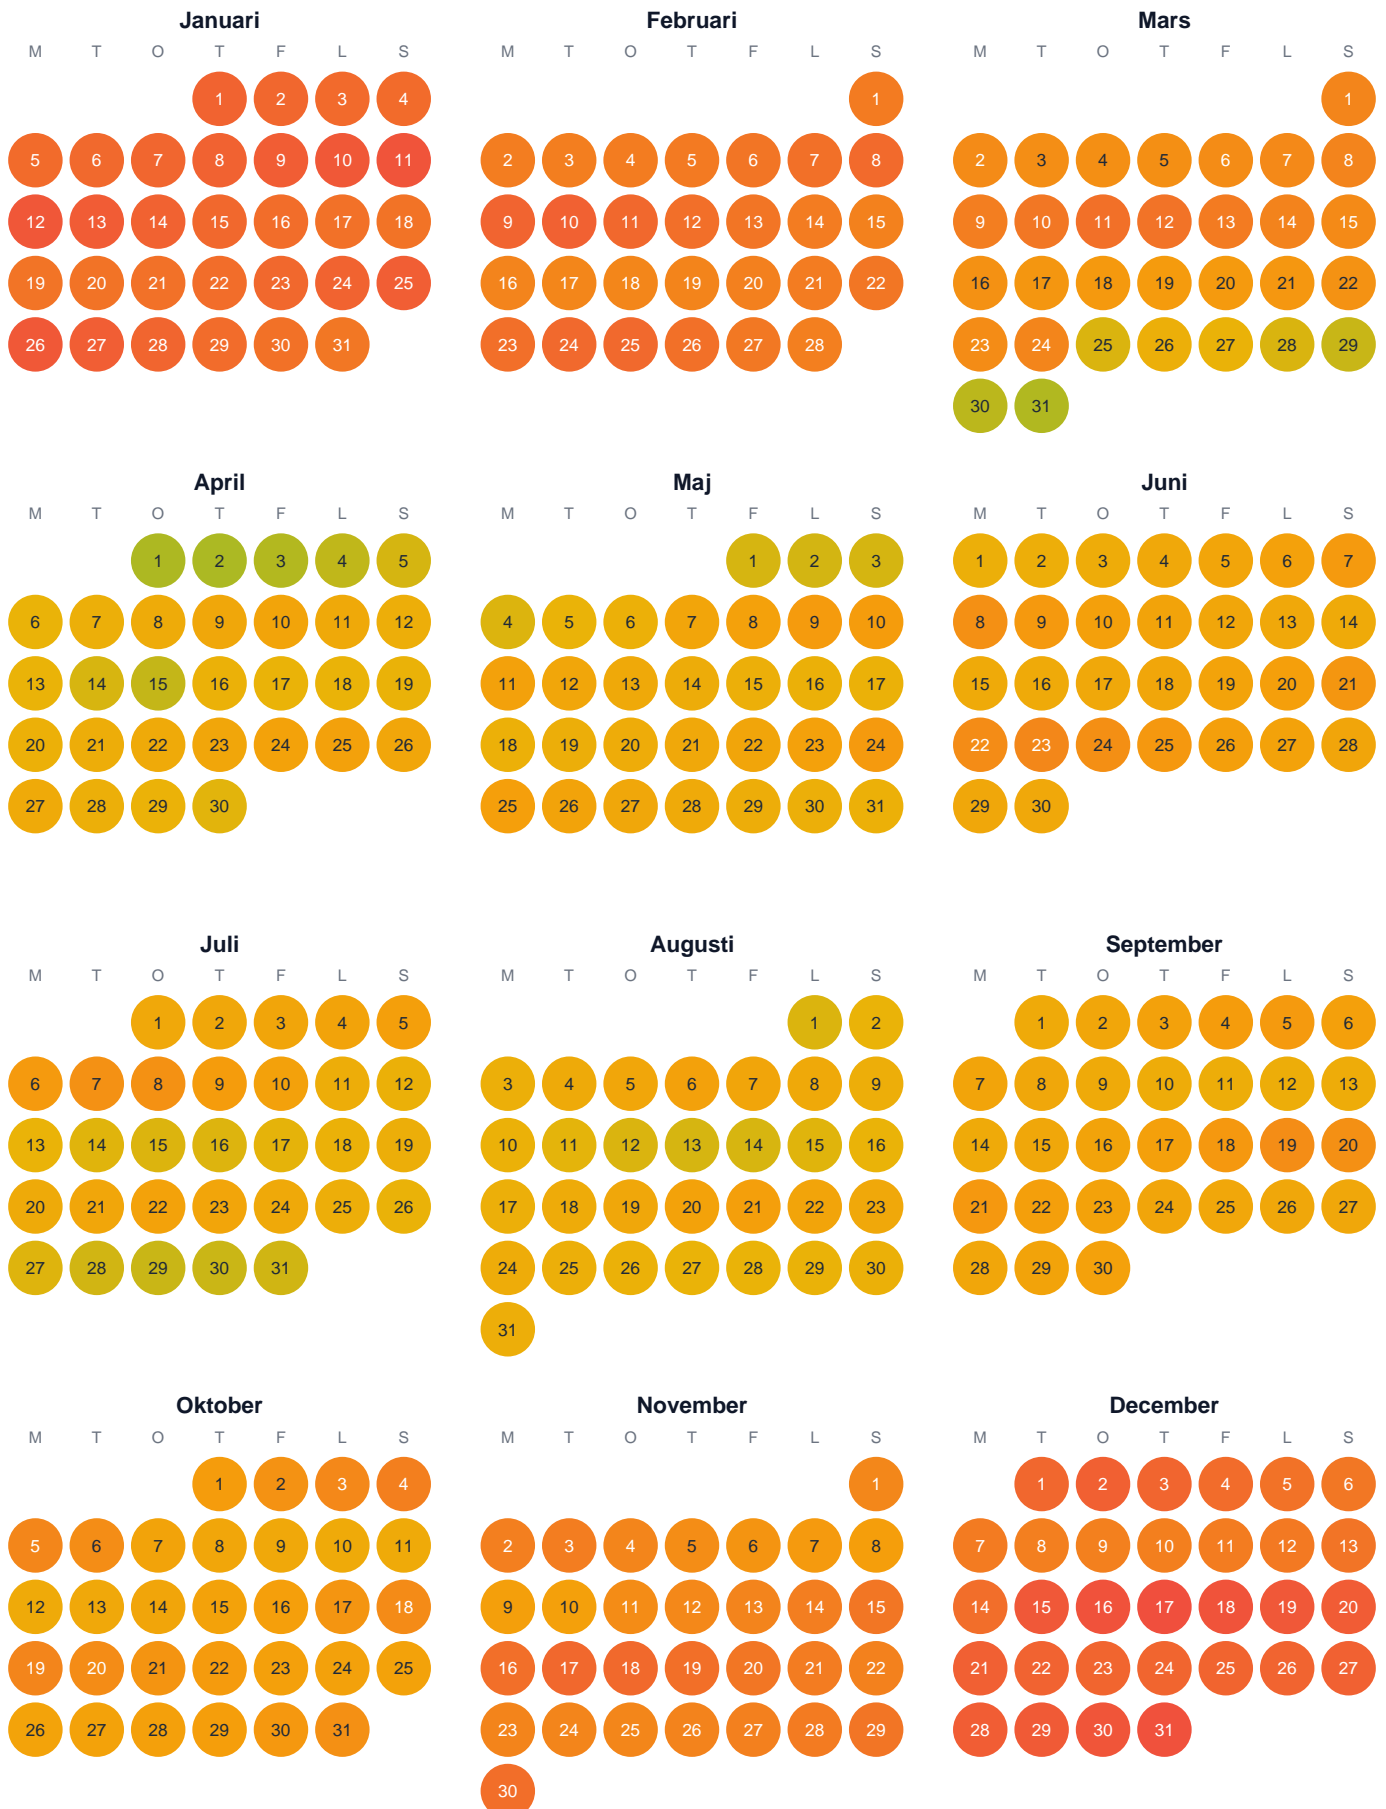 Januari Februari Mars
M T O T F L S M T O T F L S M T O T F L S
1 2 3 4 1 1
5 6 7 8 9 10 11 2 3 4 5 6 7 8 2 3 4 5 6 7 8
12 13 14 15 16 17 18 9 10 11 12 13 14 15 9 10 11 12 13 14 15
19 20 21 22 23 24 25 16 17 18 19 20 21 22 16 17 18 19 20 21 22
26 27 28 29 30 31 23 24 25 26 27 28 23 24 25 26 27 28 29
30 31
April Maj Juni
M T O T F L S M T O T F L S M T O T F L S
1 2 3 4 5 1 2 3 1 2 3 4 5 6 7
6 7 8 9 10 11 12 4 5 6 7 8 9 10 8 9 10 11 12 13 14
13 14 15 16 17 18 19 11 12 13 14 15 16 17 15 16 17 18 19 20 21
20 21 22 23 24 25 26 18 19 20 21 22 23 24 22 23 24 25 26 27 28
27 28 29 30 25 26 27 28 29 30 31 29 30
Juli Augusti September
M T O T F L S M T O T F L S M T O T F L S
1 2 3 4 5 1 2 1 2 3 4 5 6
6 7 8 9 10 11 12 3 4 5 6 7 8 9 7 8 9 10 11 12 13
13 14 15 16 17 18 19 10 11 12 13 14 15 16 14 15 16 17 18 19 20
20 21 22 23 24 25 26 17 18 19 20 21 22 23 21 22 23 24 25 26 27
27 28 29 30 31 24 25 26 27 28 29 30 28 29 30
31
Oktober November December
M T O T F L S M T O T F L S M T O T F L S
1 2 3 4 1 1 2 3 4 5 6
5 6 7 8 9 10 11 2 3 4 5 6 7 8 7 8 9 10 11 12 13
12 13 14 15 16 17 18 9 10 11 12 13 14 15 14 15 16 17 18 19 20
19 20 21 22 23 24 25 16 17 18 19 20 21 22 21 22 23 24 25 26 27
26 27 28 29 30 31 23 24 25 26 27 28 29 28 29 30 31
30